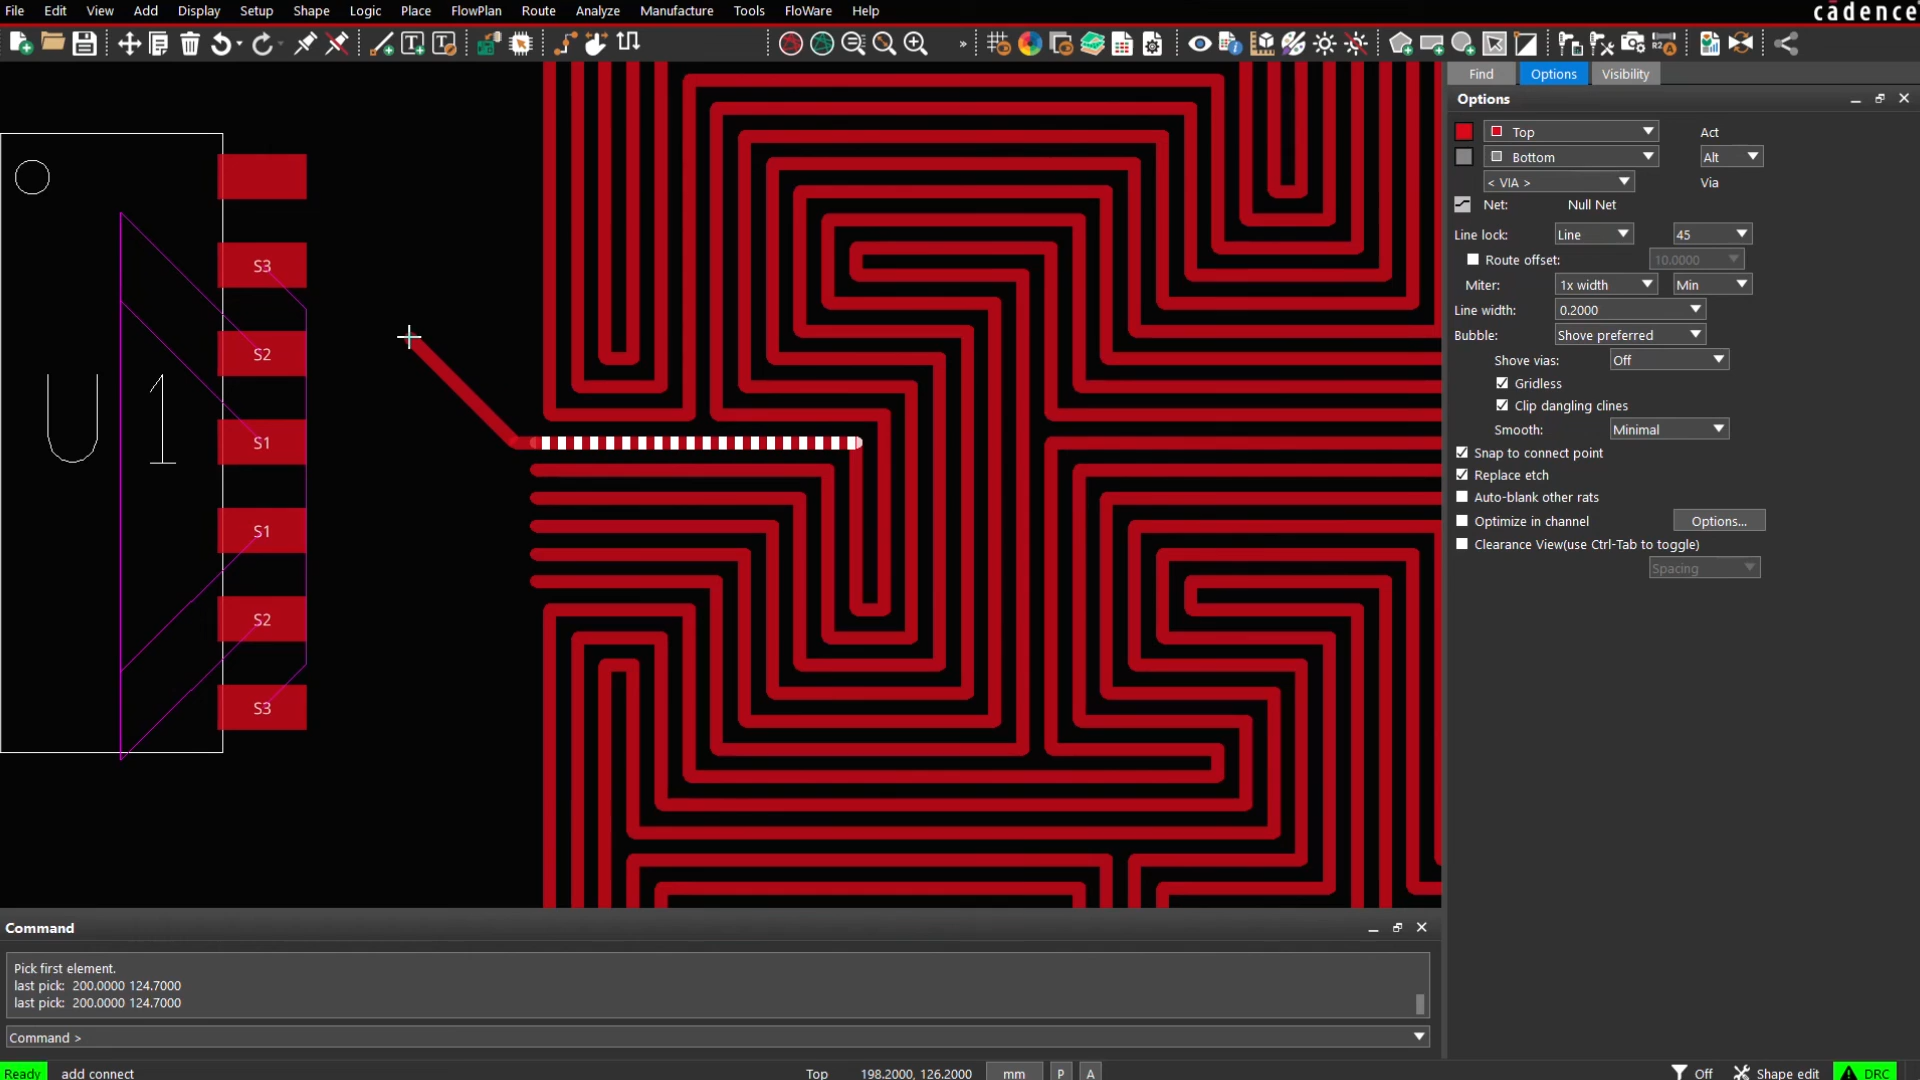 File Edit View Add Display Setup Shape Logic Place FlowPlan Route Analyze Manufacture Tools FloWare Help
cādence
Find Options Visibility
Options
Top Act
Bottom Alt
< VIA > Via
Net: Null Net
Line lock: Line 45
Route offset: 10.0000
Miter: 1x width Min
Line width: 0.2000
Bubble: Shove preferred
Shove vias: Off
Gridless
Clip dangling clines
Smooth: Minimal
Snap to connect point
Replace etch
Auto-blank other rats
Optimize in channel Options...
Clearance View(use Ctrl-Tab to toggle)
Spacing
S3
S2
U1
S1
S1
S2
S3
Command
Pick first element.
last pick: 200.0000 124.7000
last pick: 200.0000 124.7000
Command >
Ready add connect Top 198.2000, 126.2000 mm P A Off Shape edit DRC